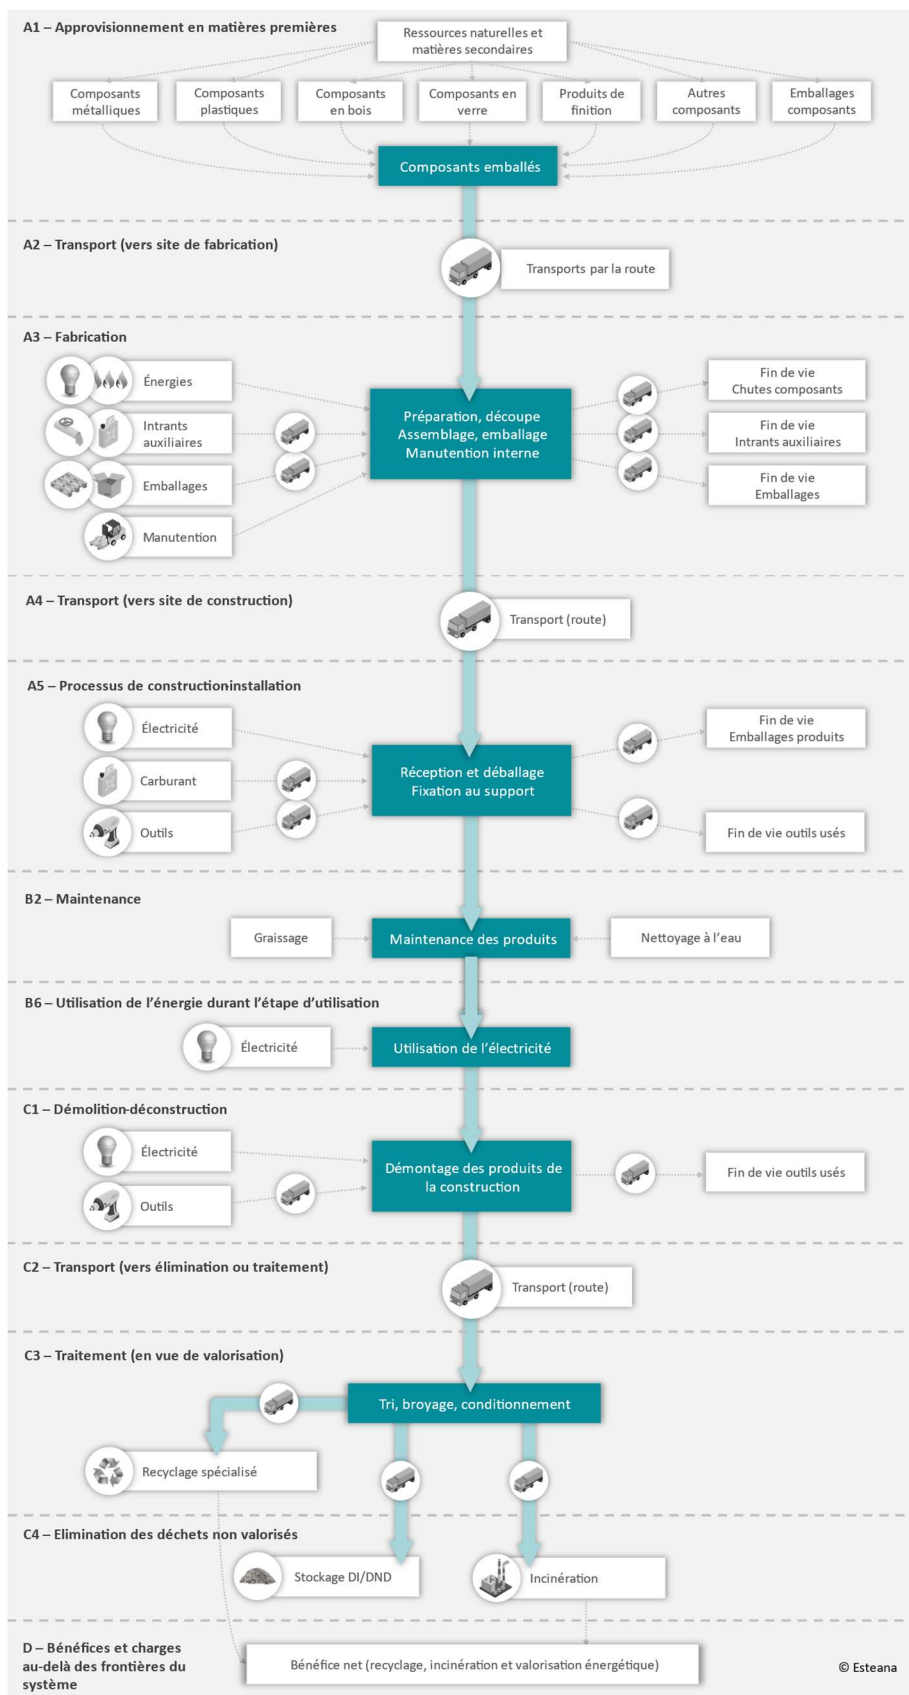 A1 – Approvisionnement en matières premières
Ressources naturelles et
matières secondaires
Composants
métalliques
Composants
plastiques
Composants
en bois
Composants en
verre
Produits de
finition
Autres
composants
Emballages
composants
Composants emballés
A2 – Transport (vers site de fabrication)
Transports par la route
A3 – Fabrication
Énergies
Intrants
auxiliaires
Emballages
Manutention
Préparation, découpe
Assemblage, emballage
Manutention interne
Fin de vie
Chutes composants
Fin de vie
Intrants auxiliaires
Fin de vie
Emballages
A4 – Transport (vers site de construction)
Transport (route)
A5 – Processus de construction-installation
Électricité
Carburant
Outils
Réception et déballage
Fixation au support
Fin de vie
Emballages produits
Fin de vie outils usés
B2 – Maintenance
Graissage
Maintenance des produits
Nettoyage à l’eau
B6 – Utilisation de l’énergie durant l’étape d’utilisation
Électricité
Utilisation de l’électricité
C1 – Démolition-déconstruction
Électricité
Outils
Démontage des produits de
la construction
Fin de vie outils usés
C2 – Transport (vers élimination ou traitement)
Transport (route)
C3 – Traitement (en vue de valorisation)
Tri, broyage, conditionnement
Recyclage spécialisé
C4 – Elimination des déchets non valorisés
Stockage DI/DND
Incinération
D – Bénéfices et charges
au-delà des frontières du
système
Bénéfice net (recyclage, incinération et valorisation énergétique)
© Esteana